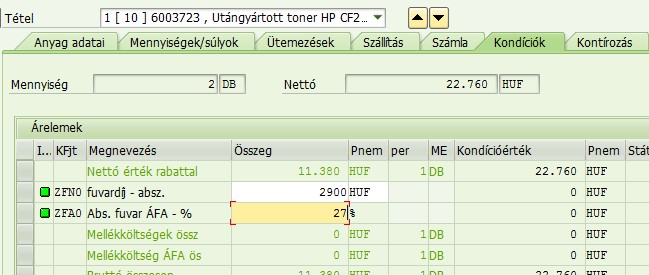 Tétel 1 [ 10 ] 6003723 , Utángyártott toner HP CF2...
Anyag adatai Mennyiségek/súlyok Ütemezések Szállítás Számla Kondíciók Kontírozás
Mennyiség 2 DB Nettó 22.760 HUF
Árelemek
I... KFjt Megnevezés Összeg Pnem per ME Kondícióérték Pnem Stát
Nettó érték rabattal 11.380 HUF 1 DB 22.760 HUF
ZFN0 fuvardíj - absz. 2900 HUF 0 HUF
ZFA0 Abs. fuvar ÁFA - % 27 % 0 HUF
Mellékköltségek össz 0 HUF 1 DB 0 HUF
Mellékköltség ÁFA ös 0 HUF 1 DB 0 HUF
Bruttó összesen 11.380 HUF 1 DB 22.760 HUF